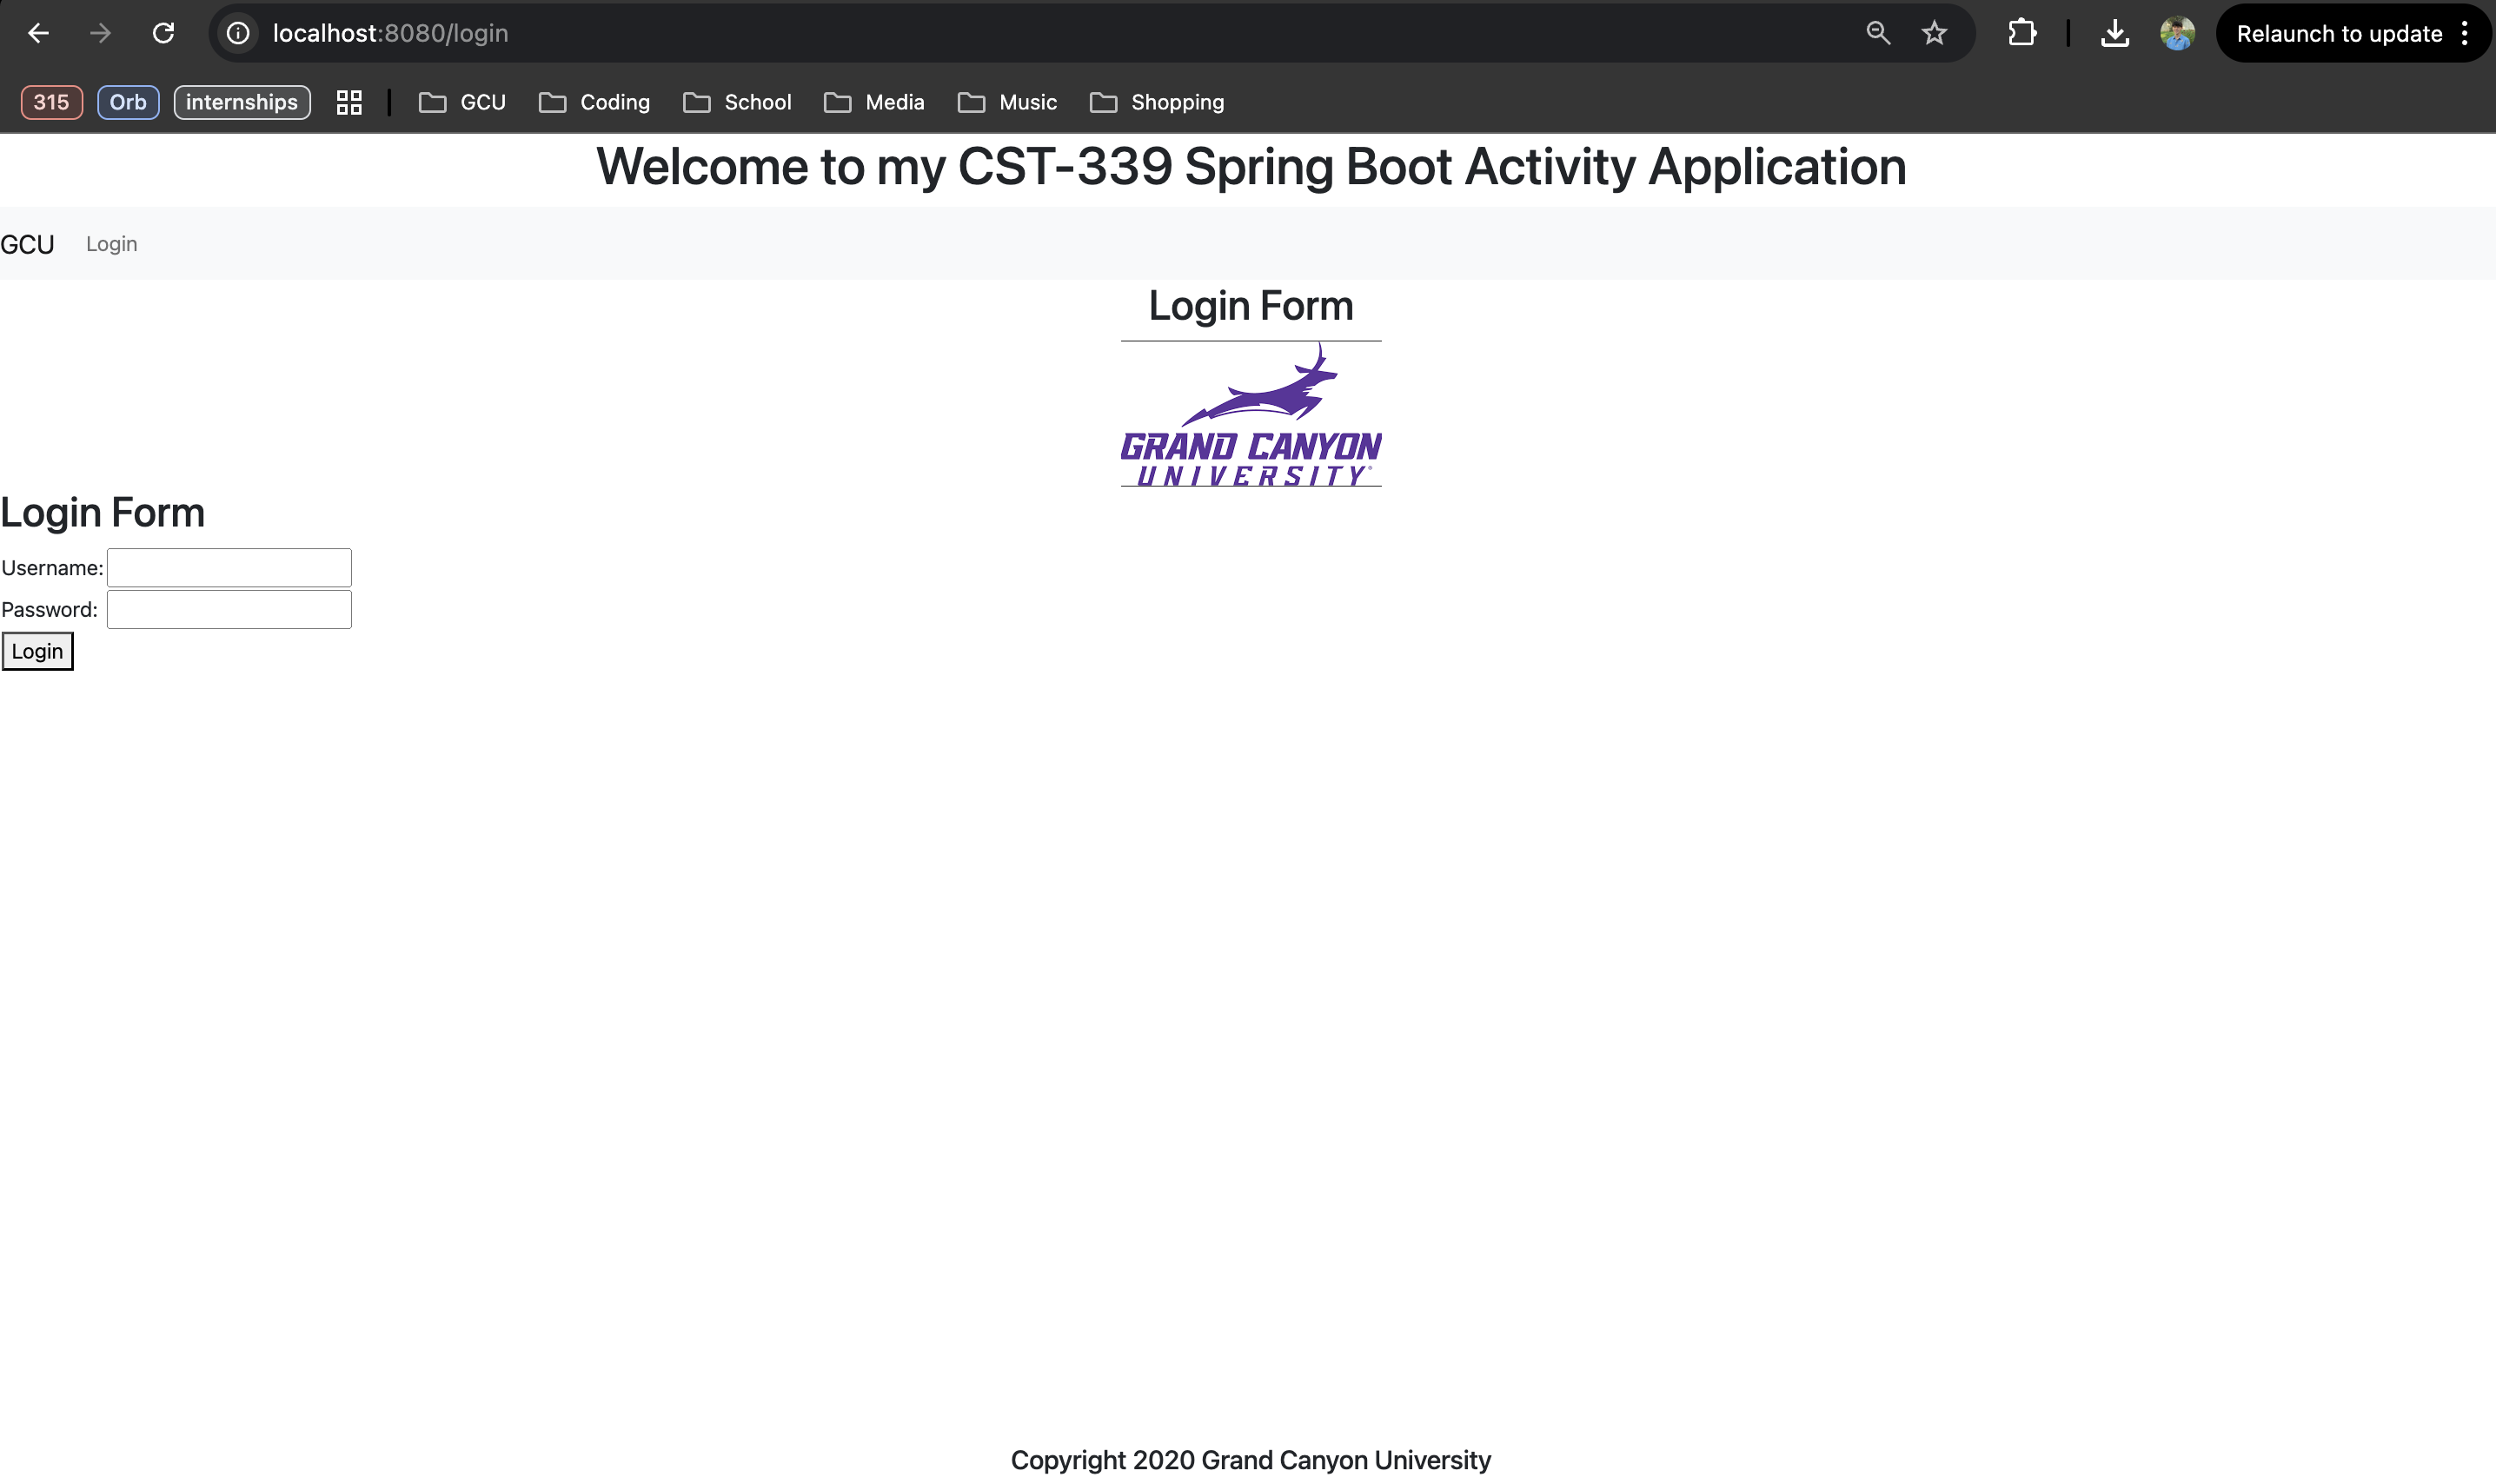 localhost:8080/login
Relaunch to update
315 Orb internships GCU Coding School Media Music Shopping
Welcome to my CST-339 Spring Boot Activity Application
GCU Login
Login Form
GRAND CANYON
UNIVERSITY®
Login Form
Username:
Password:
Login
Copyright 2020 Grand Canyon University